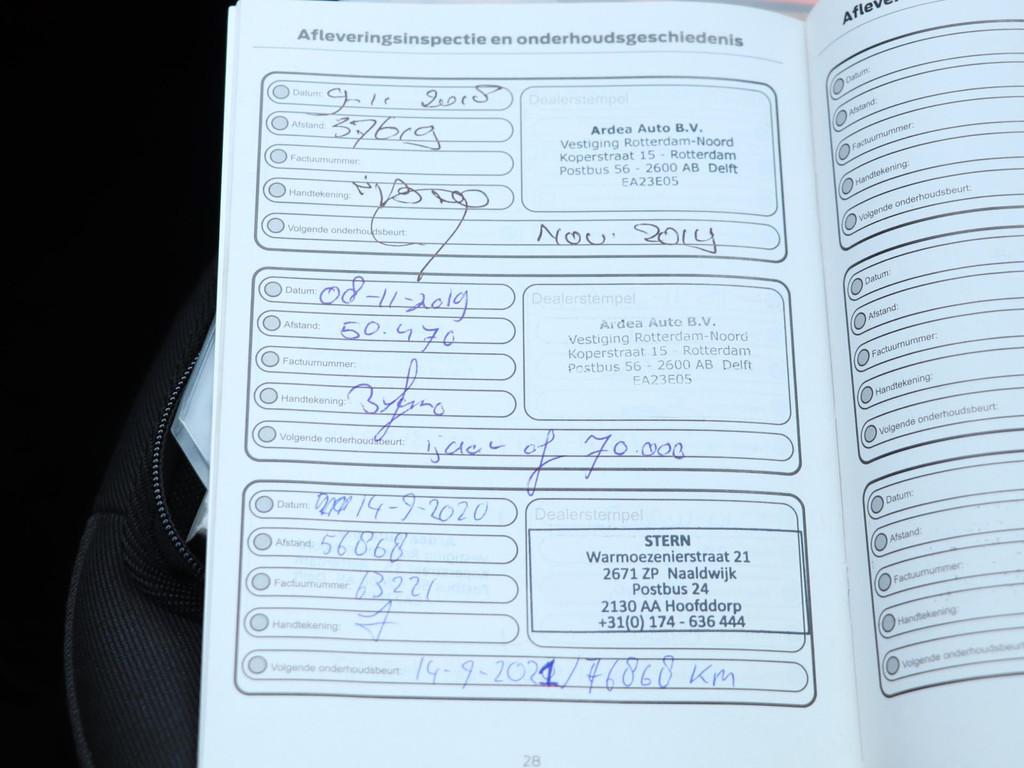 Afleveringsinspectie en onderhoudsgeschiedenis
Datum: 9.11 2018
Afstand: 37619
Factuurnummer:
Handtekening:
Volgende onderhoudsbeurt: Nov. 2019
Dealerstempel
Ardea Auto B.V.
Vestiging Rotterdam-Noord
Koperstraat 15 - Rotterdam
Postbus 56 - 2600 AB Delft
EA23E05
Datum: 08-11-2019
Afstand: 50.470
Factuurnummer:
Handtekening:
Volgende onderhoudsbeurt: 1jaar of 70.000
Dealerstempel
Ardea Auto B.V.
Vestiging Rotterdam-Noord
Koperstraat 15 - Rotterdam
Postbus 56 - 2600 AB Delft
EA23E05
Datum: 14-9-2020
Afstand: 56868
Factuurnummer: 63221
Handtekening:
Volgende onderhoudsbeurt: 14-9-2021/76868 Km
Dealerstempel
STERN
Warmoezenierstraat 21
2671 ZP Naaldwijk
Postbus 24
2130 AA Hoofddorp
+31(0) 174 - 636 444
28
Datum:
Afstand:
Factuurnummer:
Handtekening:
Volgende onderhoudsbeurt:
Datum:
Afstand:
Factuurnummer:
Handtekening:
Volgende onderhoudsbeurt:
Datum:
Afstand:
Factuurnummer:
Handtekening:
Volgende onderhoudsbeurt